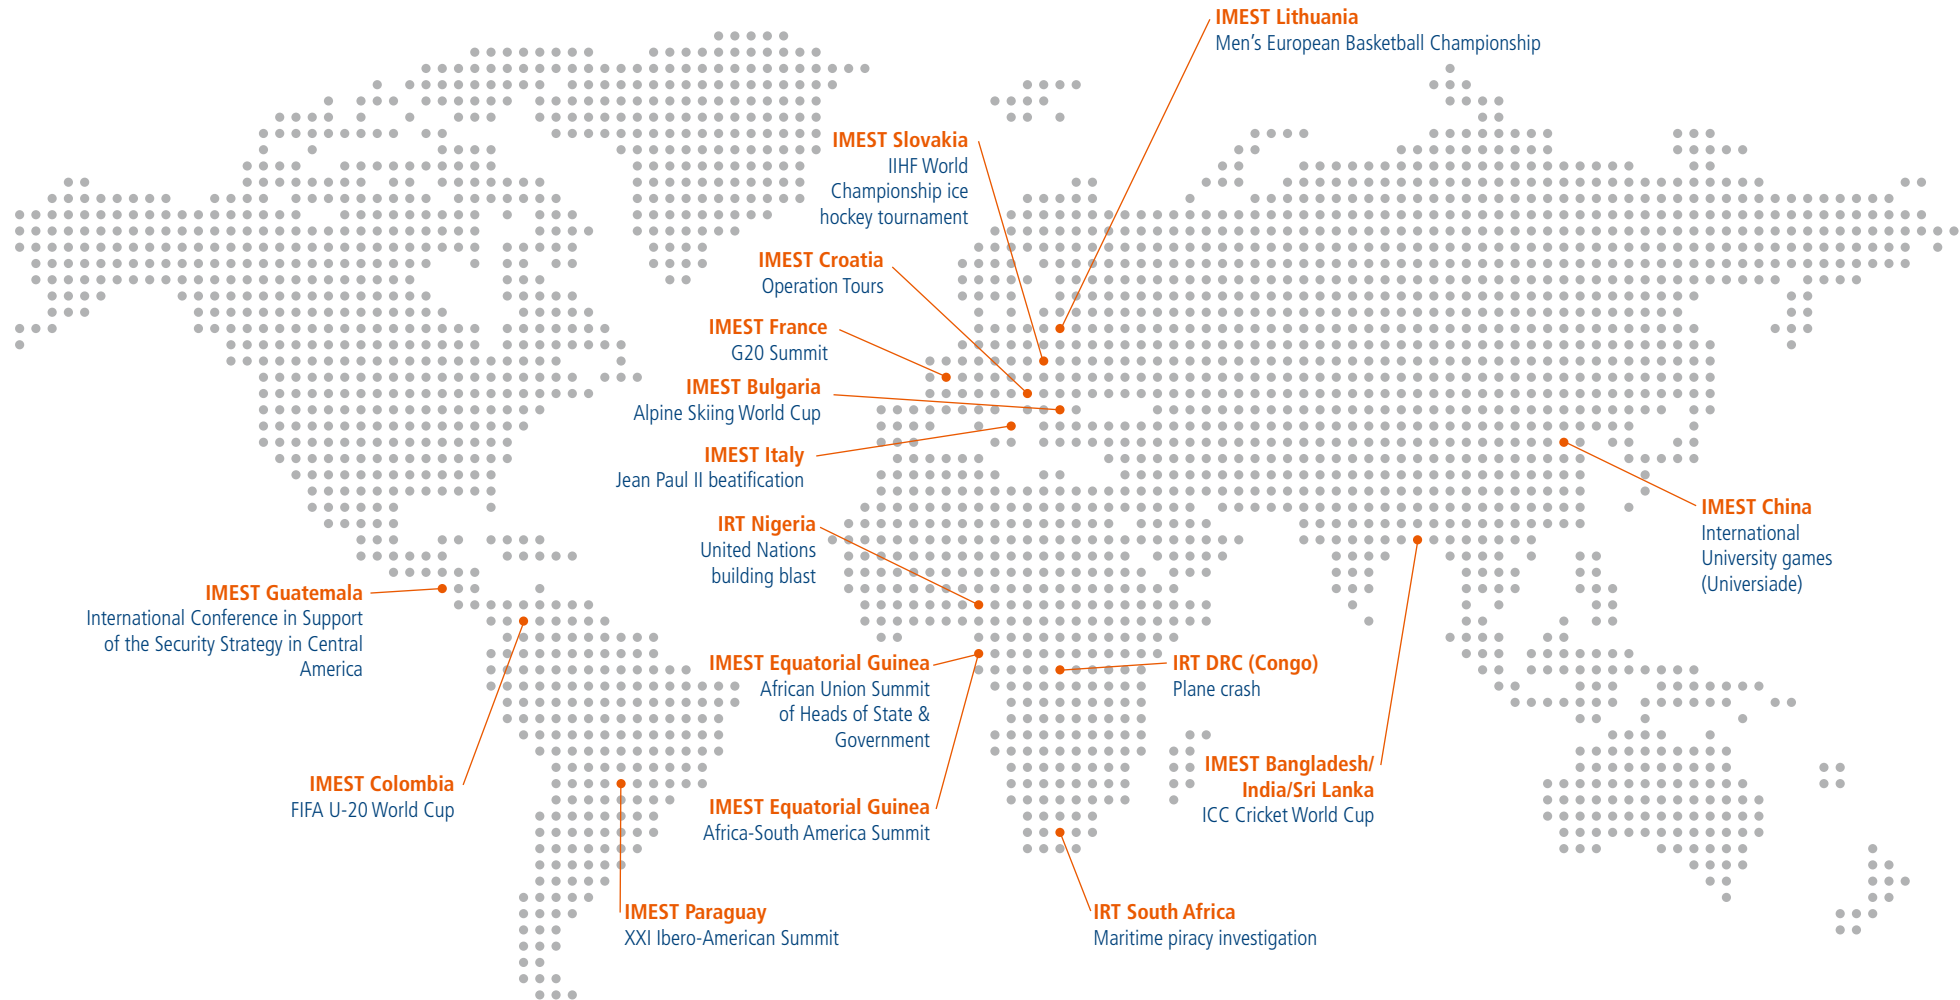 IMEST Lithuania
Men’s European Basketball Championship
IMEST Slovakia
IIHF World
Championship ice
hockey tournament
IMEST Croatia
Operation Tours
IMEST France
G20 Summit
IMEST Bulgaria
Alpine Skiing World Cup
IMEST Italy
Jean Paul II beatification
IRT Nigeria
United Nations
building blast
IMEST China
International
University games
(Universiade)
IMEST Guatemala
International Conference in Support
of the Security Strategy in Central
America
IMEST Equatorial Guinea
African Union Summit
of Heads of State &
Government
IRT DRC (Congo)
Plane crash
IMEST Colombia
FIFA U-20 World Cup
IMEST Equatorial Guinea
Africa-South America Summit
IMEST Bangladesh/
India/Sri Lanka
ICC Cricket World Cup
IMEST Paraguay
XXI Ibero-American Summit
IRT South Africa
Maritime piracy investigation